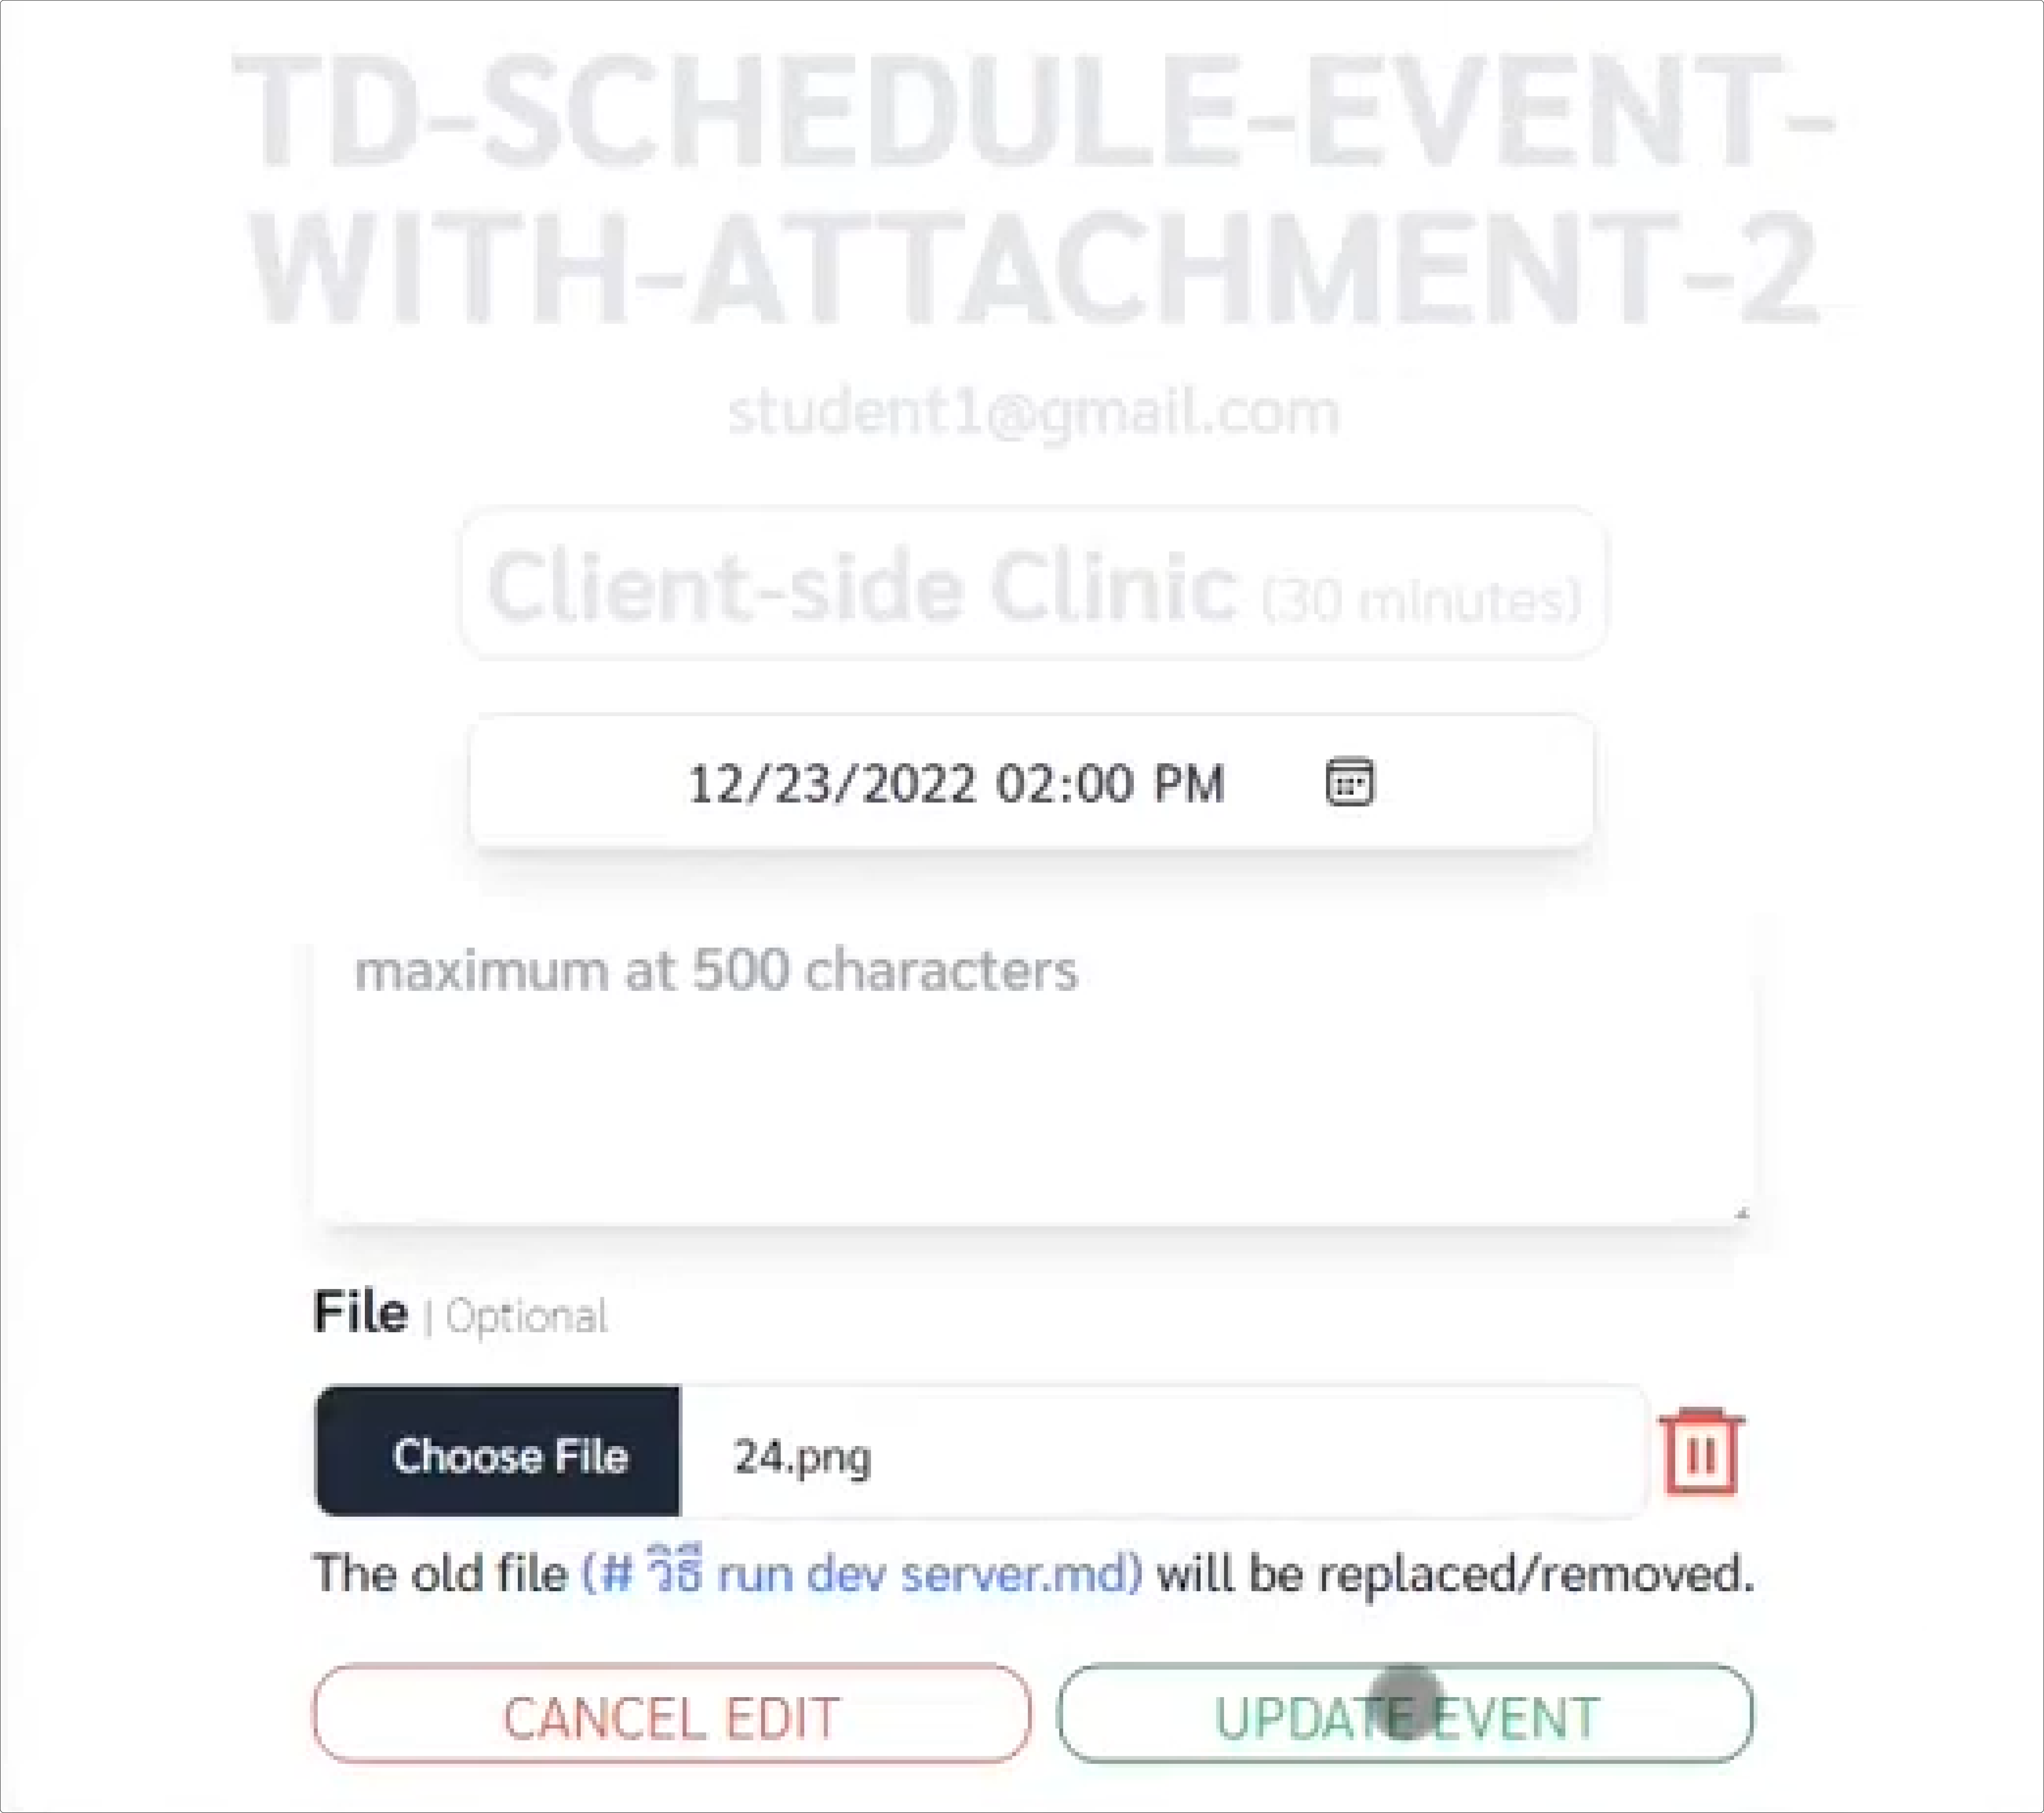 TD-SCHEDULE-EVENT-
WITH-ATTACHMENT-2
student1@gmail.com
Client-side Clinic (30 minutes)
12/23/2022 02:00 PM
maximum at 500 characters
File | Optional
Choose File 24.png
The old file (# วิธี run dev server.md) will be replaced/removed.
CANCEL EDIT UPDATE EVENT